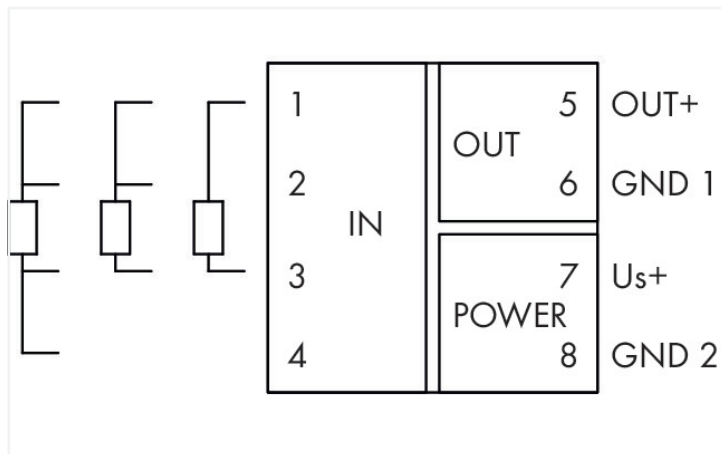 1
5 OUT+
OUT
2
6 GND 1
IN
3
7 Us+
POWER
4
8 GND 2